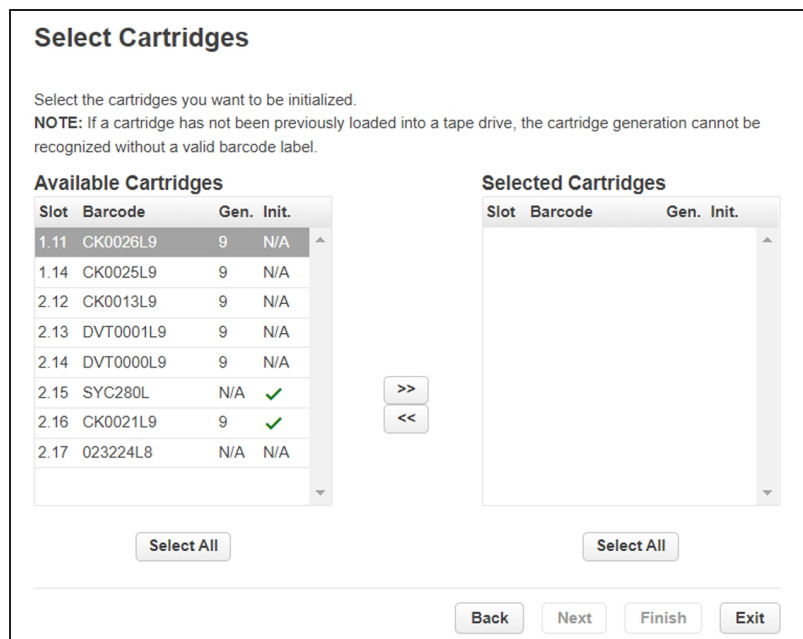 Select Cartridges
Select the cartridges you want to be initialized.
NOTE: If a cartridge has not been previously loaded into a tape drive, the cartridge generation cannot be
recognized without a valid barcode label.
Available Cartridges
Slot Barcode Gen. Init.
1.11 CK0026L9 9 N/A
1.14 CK0025L9 9 N/A
2.12 CK0013L9 9 N/A
2.13 DVT0001L9 9 N/A
2.14 DVT0000L9 9 N/A
2.15 SYC280L N/A ✓
2.16 CK0021L9 9 ✓
2.17 023224L8 N/A N/A
Select All
>>
<<
Selected Cartridges
Slot Barcode Gen. Init.
Select All
Back Next Finish Exit